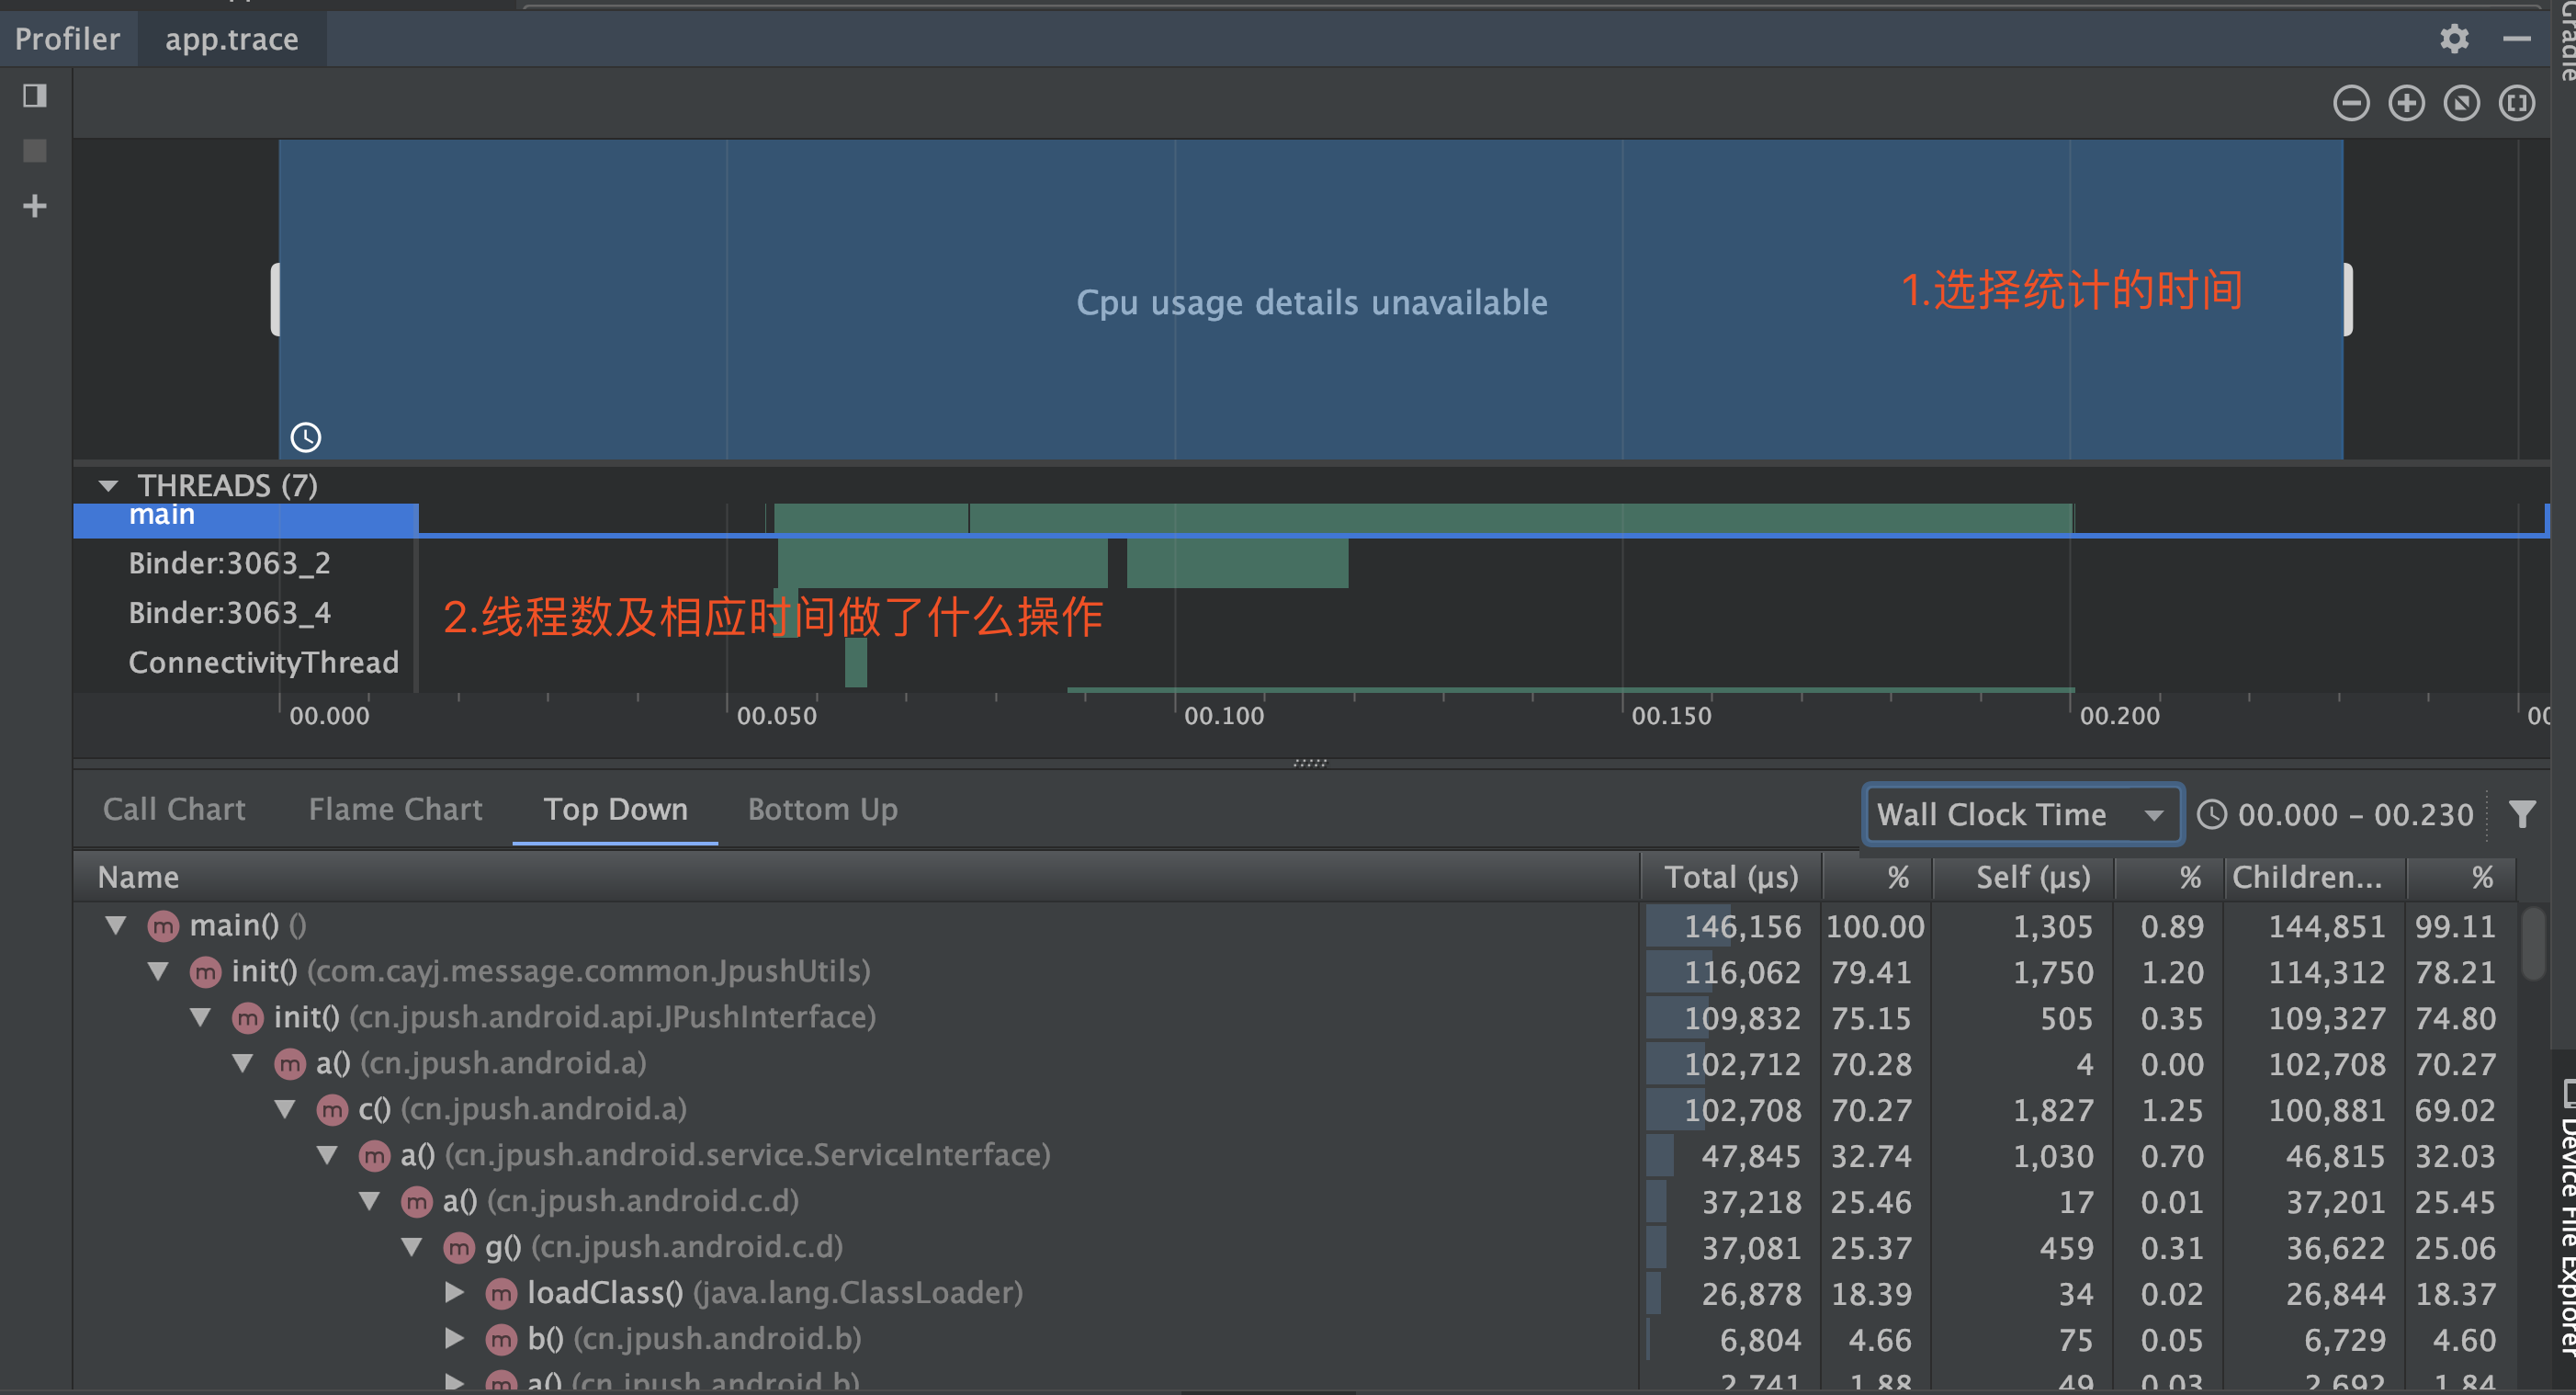 Profiler app.trace
Gradle
Cpu usage details unavailable
1.选择统计的时间
THREADS (7)
main
Binder:3063_2
Binder:3063_4
2.线程数及相应时间做了什么操作
ConnectivityThread
00.000 00.050 00.100 00.150 00.200
Call Chart Flame Chart Top Down Bottom Up Wall Clock Time 00.000 – 00.230
Name Total (μs) % Self (μs) % Children... %
main() () 146,156 100.00 1,305 0.89 144,851 99.11
init() (com.cayj.message.common.JpushUtils) 116,062 79.41 1,750 1.20 114,312 78.21
init() (cn.jpush.android.api.JPushInterface) 109,832 75.15 505 0.35 109,327 74.80
a() (cn.jpush.android.a) 102,712 70.28 4 0.00 102,708 70.27
c() (cn.jpush.android.a) 102,708 70.27 1,827 1.25 100,881 69.02
a() (cn.jpush.android.service.ServiceInterface) 47,845 32.74 1,030 0.70 46,815 32.03
a() (cn.jpush.android.c.d) 37,218 25.46 17 0.01 37,201 25.45
g() (cn.jpush.android.c.d) 37,081 25.37 459 0.31 36,622 25.06
loadClass() (java.lang.ClassLoader) 26,878 18.39 34 0.02 26,844 18.37
b() (cn.jpush.android.b) 6,804 4.66 75 0.05 6,729 4.60
a() (cn.jpush.android.b) 2,741 1.88 49 0.03 2,692 1.84
Device File Explorer